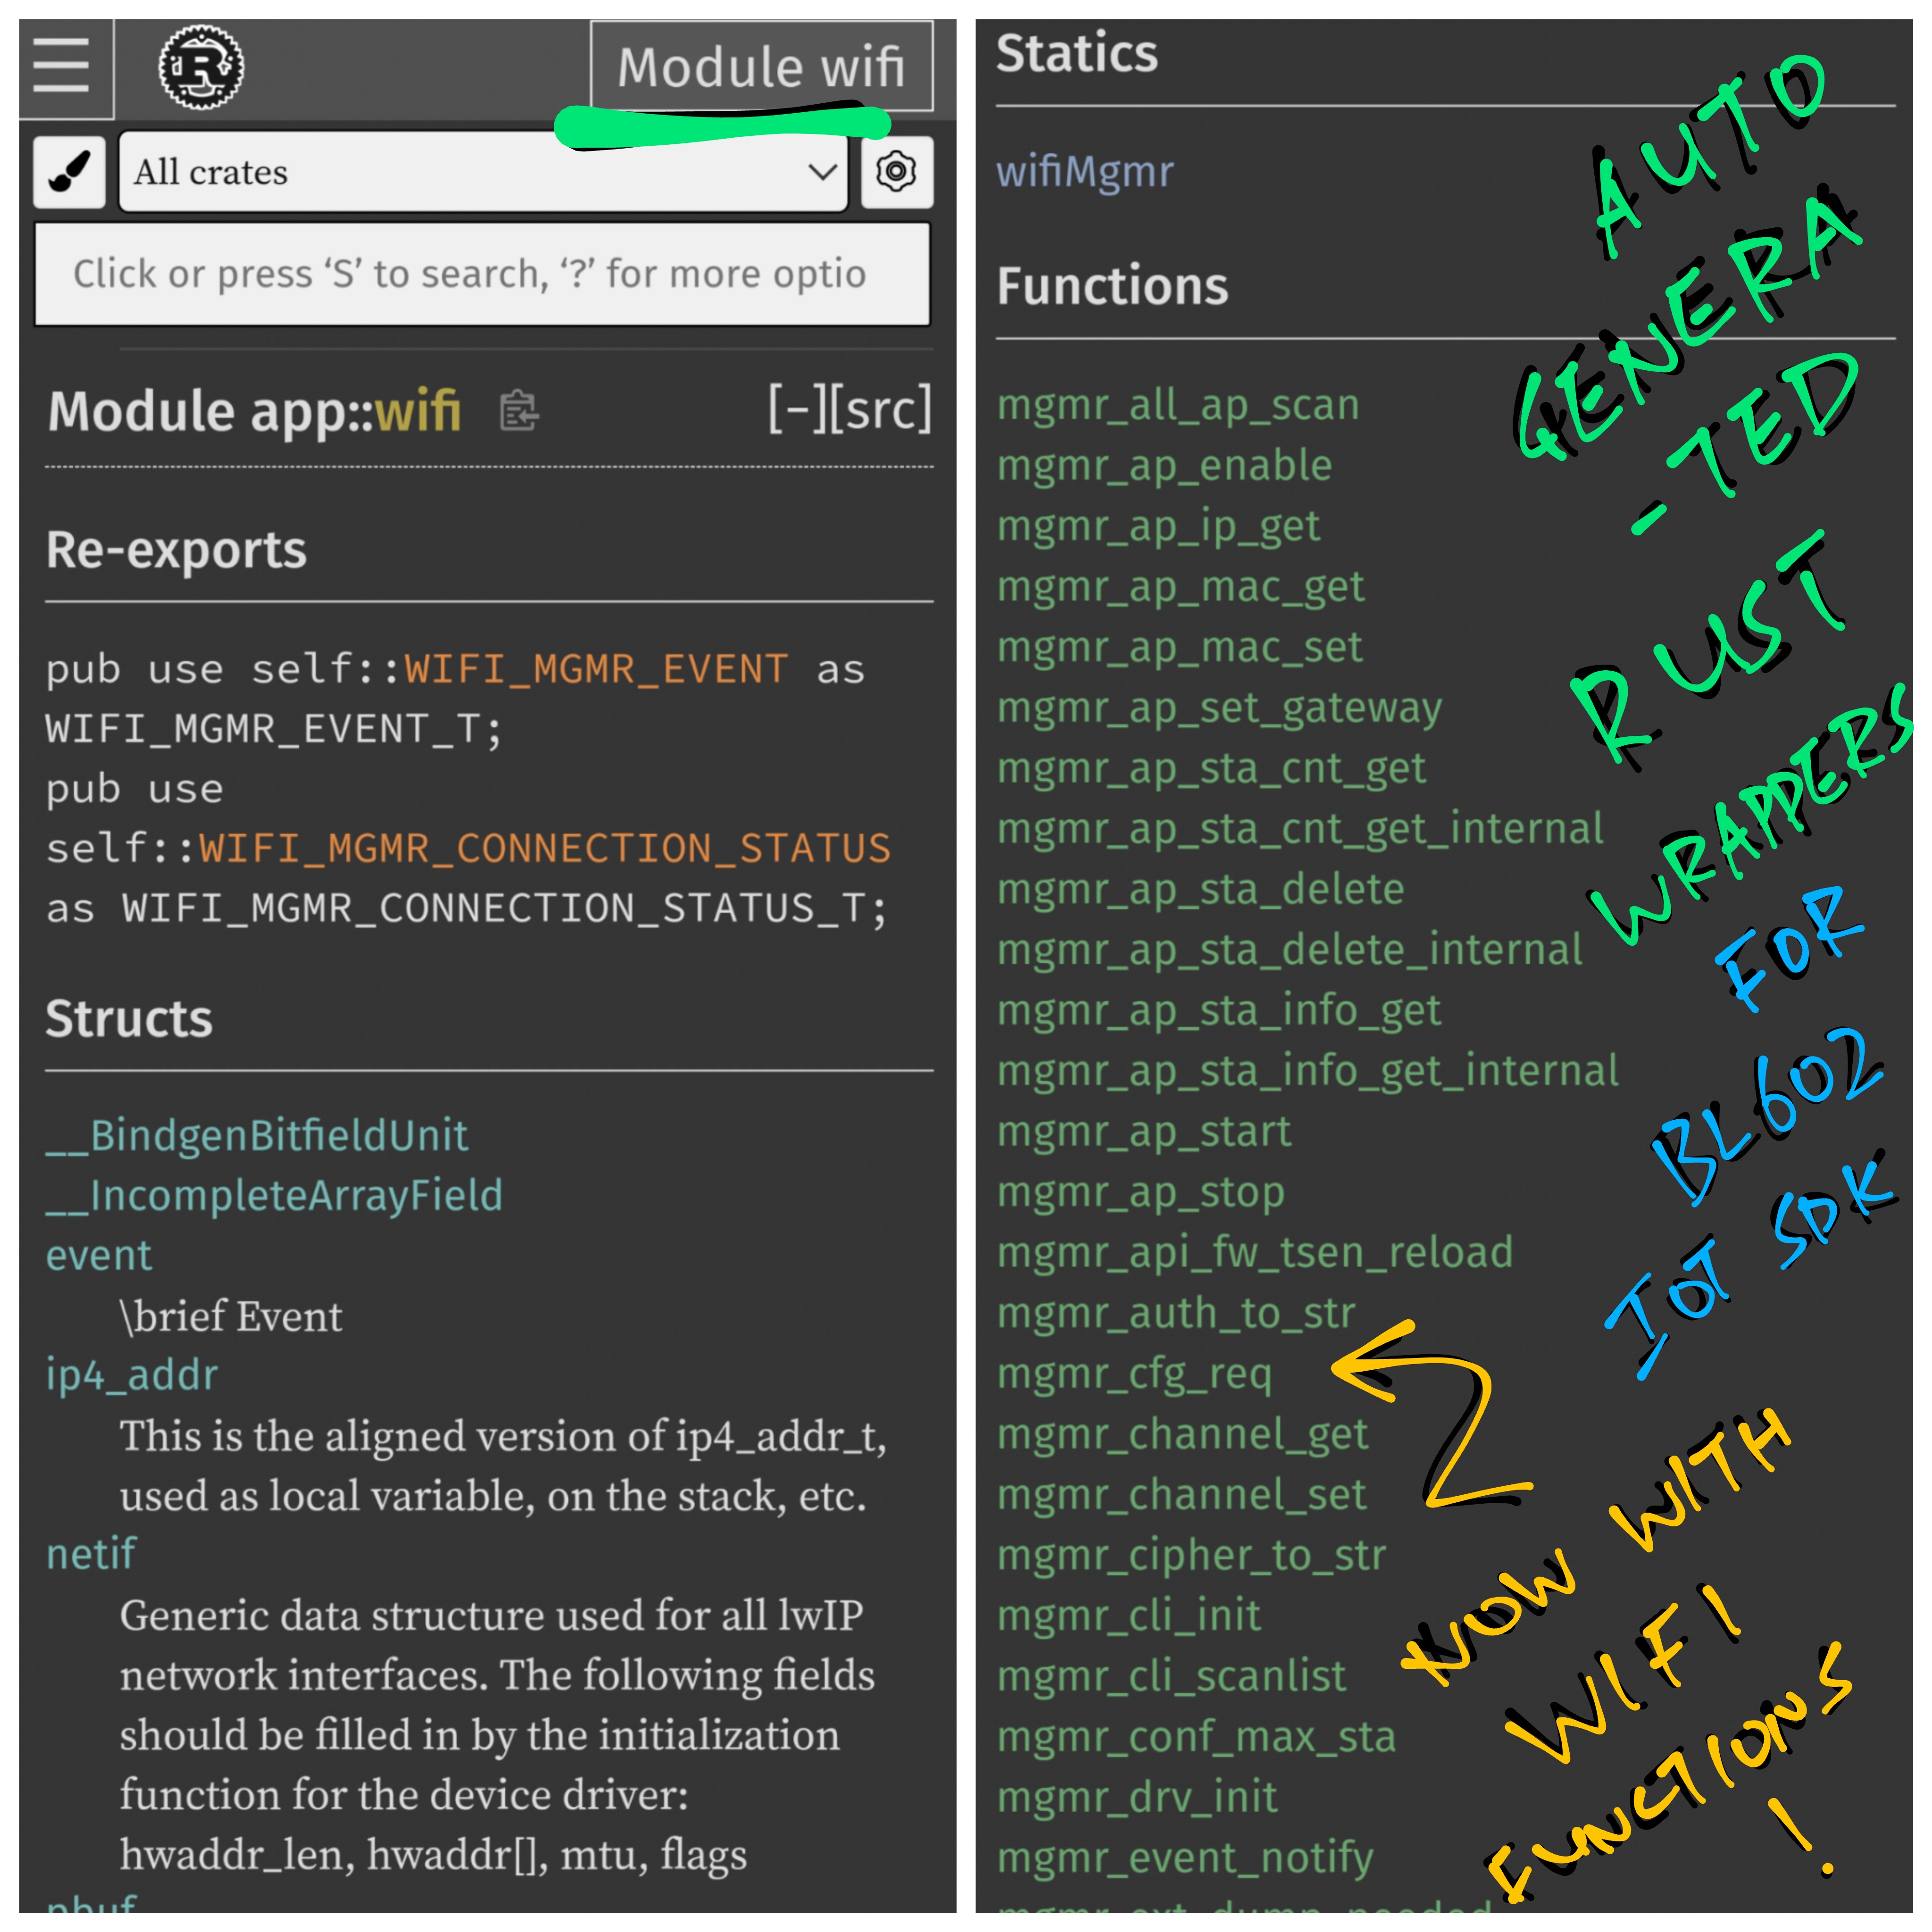 Module wifi
All crates
Click or press ‘S’ to search, ‘?’ for more optio
Module app::wifi [−][src]
Re-exports
pub use self::WIFI_MGMR_EVENT as
WIFI_MGMR_EVENT_T;
pub use
self::WIFI_MGMR_CONNECTION_STATUS
as WIFI_MGMR_CONNECTION_STATUS_T;
Structs
__BindgenBitfieldUnit
__IncompleteArrayField
event
\brief Event
ip4_addr
This is the aligned version of ip4_addr_t,
used as local variable, on the stack, etc.
netif
Generic data structure used for all lwIP
network interfaces. The following fields
should be filled in by the initialization
function for the device driver:
hwaddr_len, hwaddr[], mtu, flags
pbuf
Statics
wifiMgmr
Functions
mgmr_all_ap_scan
mgmr_ap_enable
mgmr_ap_ip_get
mgmr_ap_mac_get
mgmr_ap_mac_set
mgmr_ap_set_gateway
mgmr_ap_sta_cnt_get
mgmr_ap_sta_cnt_get_internal
mgmr_ap_sta_delete
mgmr_ap_sta_delete_internal
mgmr_ap_sta_info_get
mgmr_ap_sta_info_get_internal
mgmr_ap_start
mgmr_ap_stop
mgmr_api_fw_tsen_reload
mgmr_auth_to_str
mgmr_cfg_req
mgmr_channel_get
mgmr_channel_set
mgmr_cipher_to_str
mgmr_cli_init
mgmr_cli_scanlist
mgmr_conf_max_sta
mgmr_drv_init
mgmr_event_notify
mgmr_ext_dump_needed
AUTO
GENERA
-TED
RUST
WRAPPERS
FOR
BL602
IOT SDK
NOW WITH
WIFI
FUNCTIONS
!